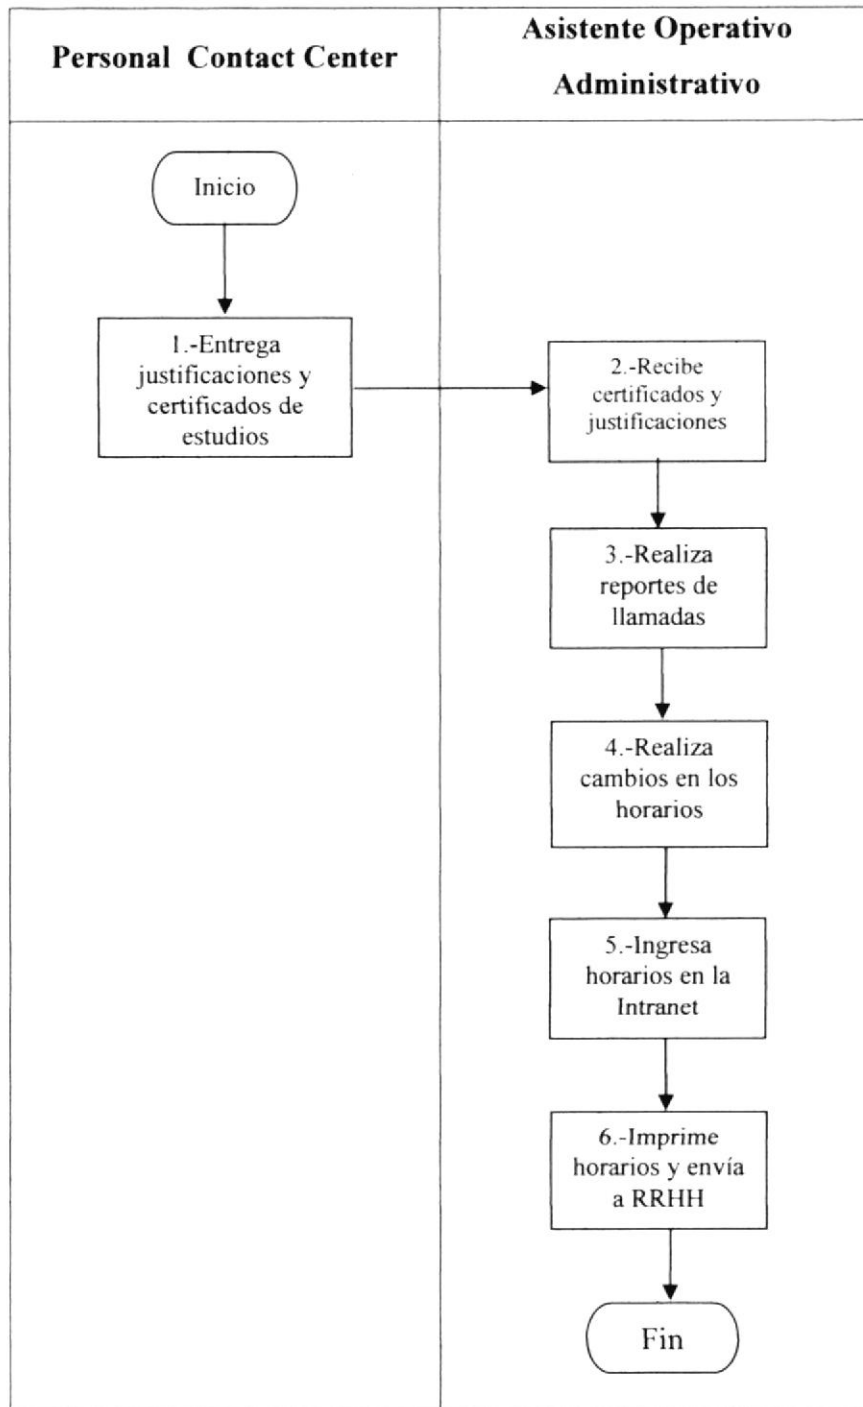 Personal Contact Center
Asistente Operativo
Administrativo
Inicio
1.-Entrega
justificaciones y
certificados de
estudios
2.-Recibe
certificados y
justificaciones
3.-Realiza
reportes de
llamadas
4.-Realiza
cambios en los
horarios
5.-Ingresa
horarios en la
Intranet
6.-Imprime
horarios y envía
a RRHH
Fin